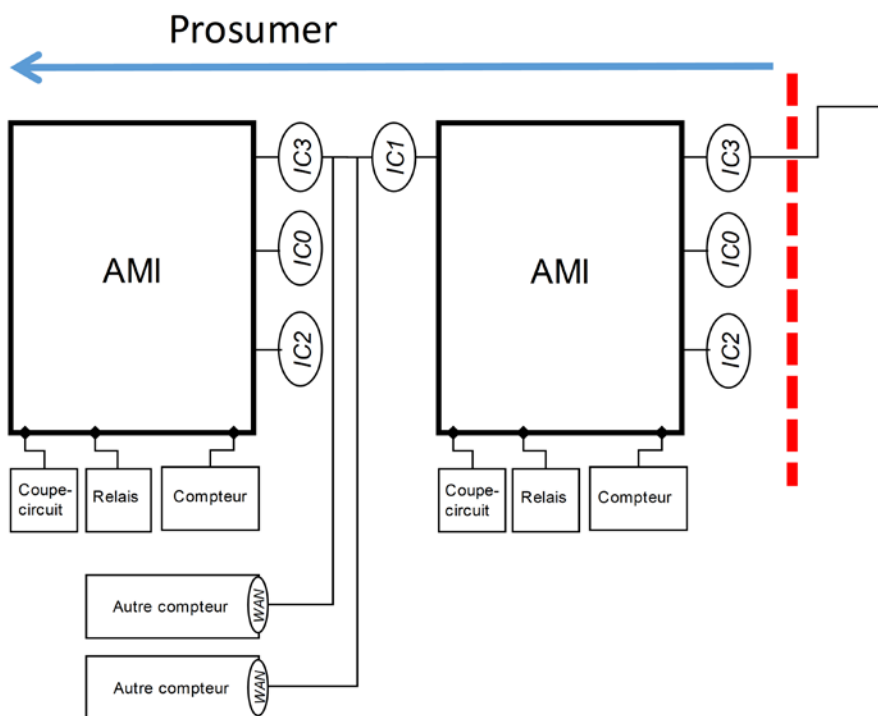 Prosumer
IC3
IC1
IC3
AMI
IC0
AMI
IC0
IC2
IC2
Coupe-
circuit
Relais
Compteur
Coupe-
circuit
Relais
Compteur
Autre compteur
WAN
Autre compteur
WAN